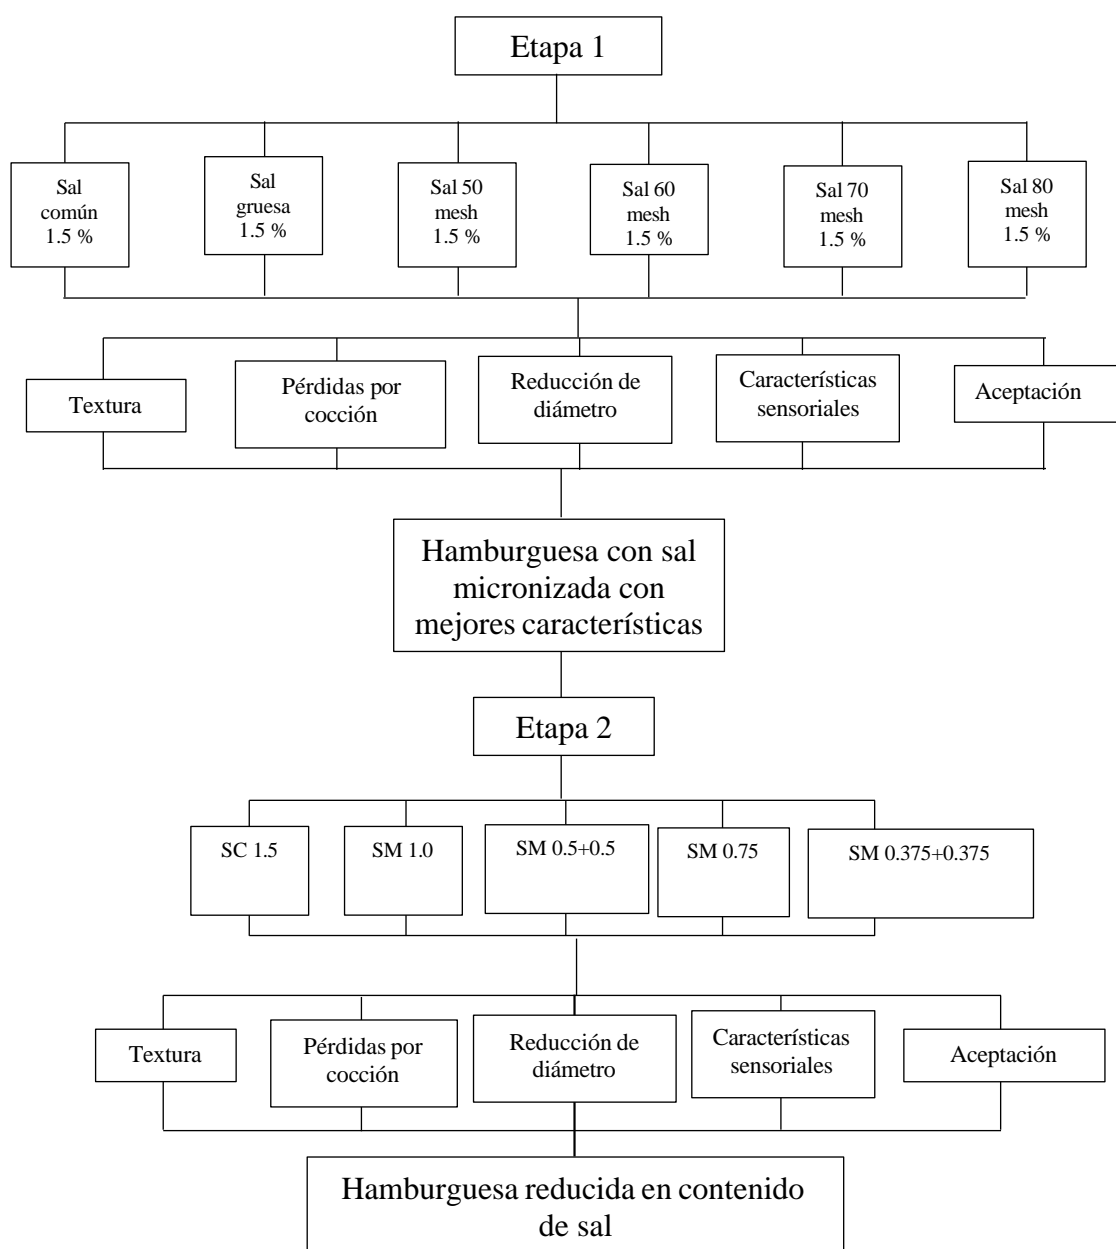 Etapa 1
Sal
común
1.5 %
Sal
gruesa
1.5 %
Sal 50
mesh
1.5 %
Sal 60
mesh
1.5 %
Sal 70
mesh
1.5 %
Sal 80
mesh
1.5 %
Textura
Pérdidas por
cocción
Reducción de
diámetro
Características
sensoriales
Aceptación
Hamburguesa con sal
micronizada con
mejores características
Etapa 2
SC 1.5
SM 1.0
SM 0.5+0.5
SM 0.75
SM 0.375+0.375
Textura
Pérdidas por
cocción
Reducción de
diámetro
Características
sensoriales
Aceptación
Hamburguesa reducida en contenido
de sal